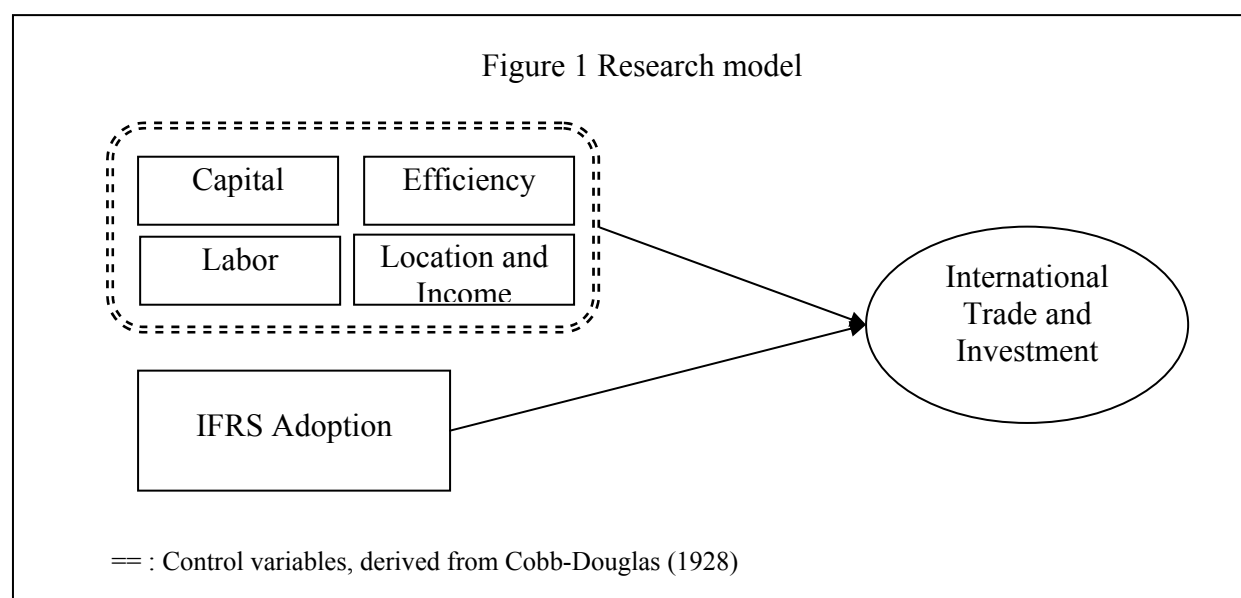 Figure 1 Research model
Capital
Efficiency
Labor
Location and
Income
International
Trade and
Investment
IFRS Adoption
== : Control variables, derived from Cobb-Douglas (1928)